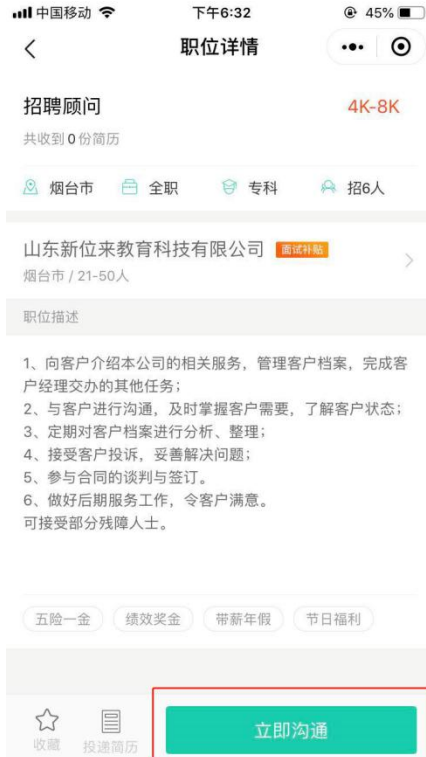 中国移动 下午6:32 45%
职位详情
招聘顾问 4K-8K
共收到0份简历
烟台市 全职 专科 招6人
山东新位来教育科技有限公司 面试补贴
烟台市 / 21-50人
职位描述
1、向客户介绍本公司的相关服务，管理客户档案，完成客
户经理交办的其他任务；
2、与客户进行沟通，及时掌握客户需要，了解客户状态；
3、定期对客户档案进行分析、整理；
4、接受客户投诉，妥善解决问题；
5、参与合同的谈判与签订。
6、做好后期服务工作，令客户满意。
可接受部分残障人士。
五险一金 绩效奖金 带薪年假 节日福利
收藏 投递简历 立即沟通